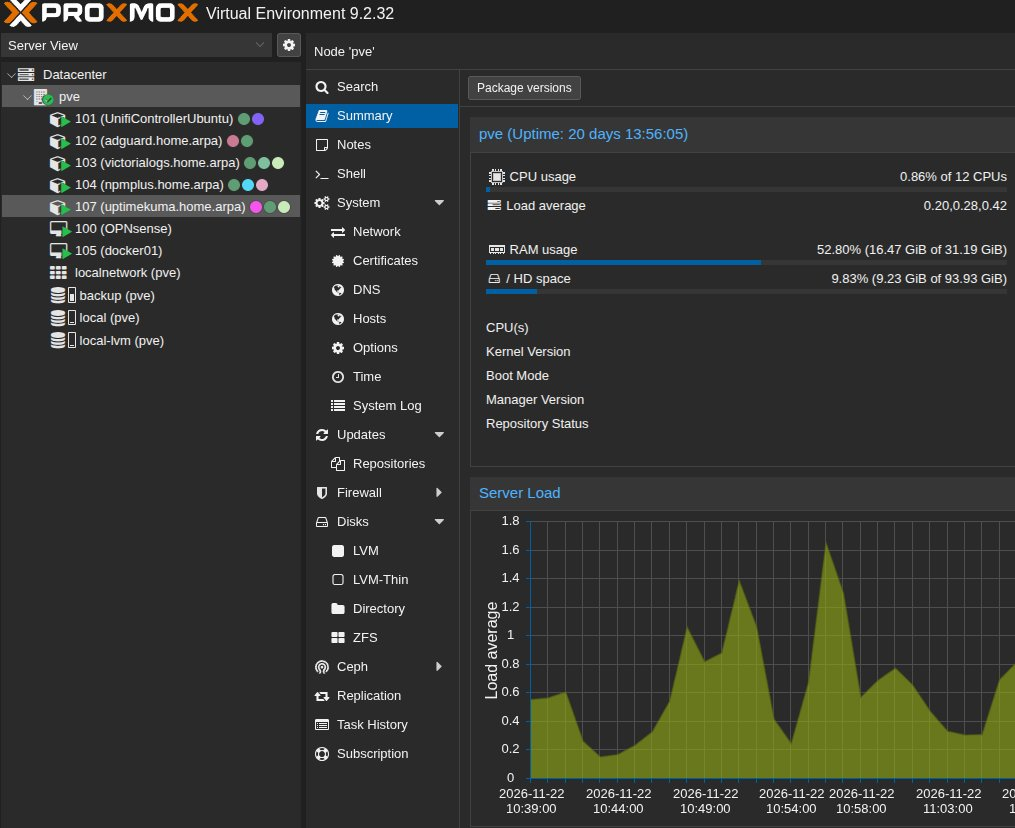 PROXMOX Virtual Environment 9.2.32
Server View
Datacenter
pve
101 (UnifiControllerUbuntu)
102 (adguard.home.arpa)
103 (victorialogs.home.arpa)
104 (npmplus.home.arpa)
107 (uptimekuma.home.arpa)
100 (OPNsense)
105 (docker01)
localnetwork (pve)
backup (pve)
local (pve)
local-lvm (pve)
Node 'pve'
Search
Summary
Notes
Shell
System
Network
Certificates
DNS
Hosts
Options
Time
System Log
Updates
Repositories
Firewall
Disks
LVM
LVM-Thin
Directory
ZFS
Ceph
Replication
Task History
Subscription
Package versions
pve (Uptime: 20 days 13:56:05)
CPU usage 0.86% of 12 CPUs
Load average 0.20,0.28,0.42
RAM usage 52.80% (16.47 GiB of 31.19 GiB)
/ HD space 9.83% (9.23 GiB of 93.93 GiB)
CPU(s)
Kernel Version
Boot Mode
Manager Version
Repository Status
Server Load
Load average
1.8
1.6
1.4
1.2
1
0.8
0.6
0.4
0.2
0
2026-11-22 2026-11-22 2026-11-22 2026-11-22 2026-11-22 2026-11-22 20
10:39:00 10:44:00 10:49:00 10:54:00 10:58:00 11:03:00 1